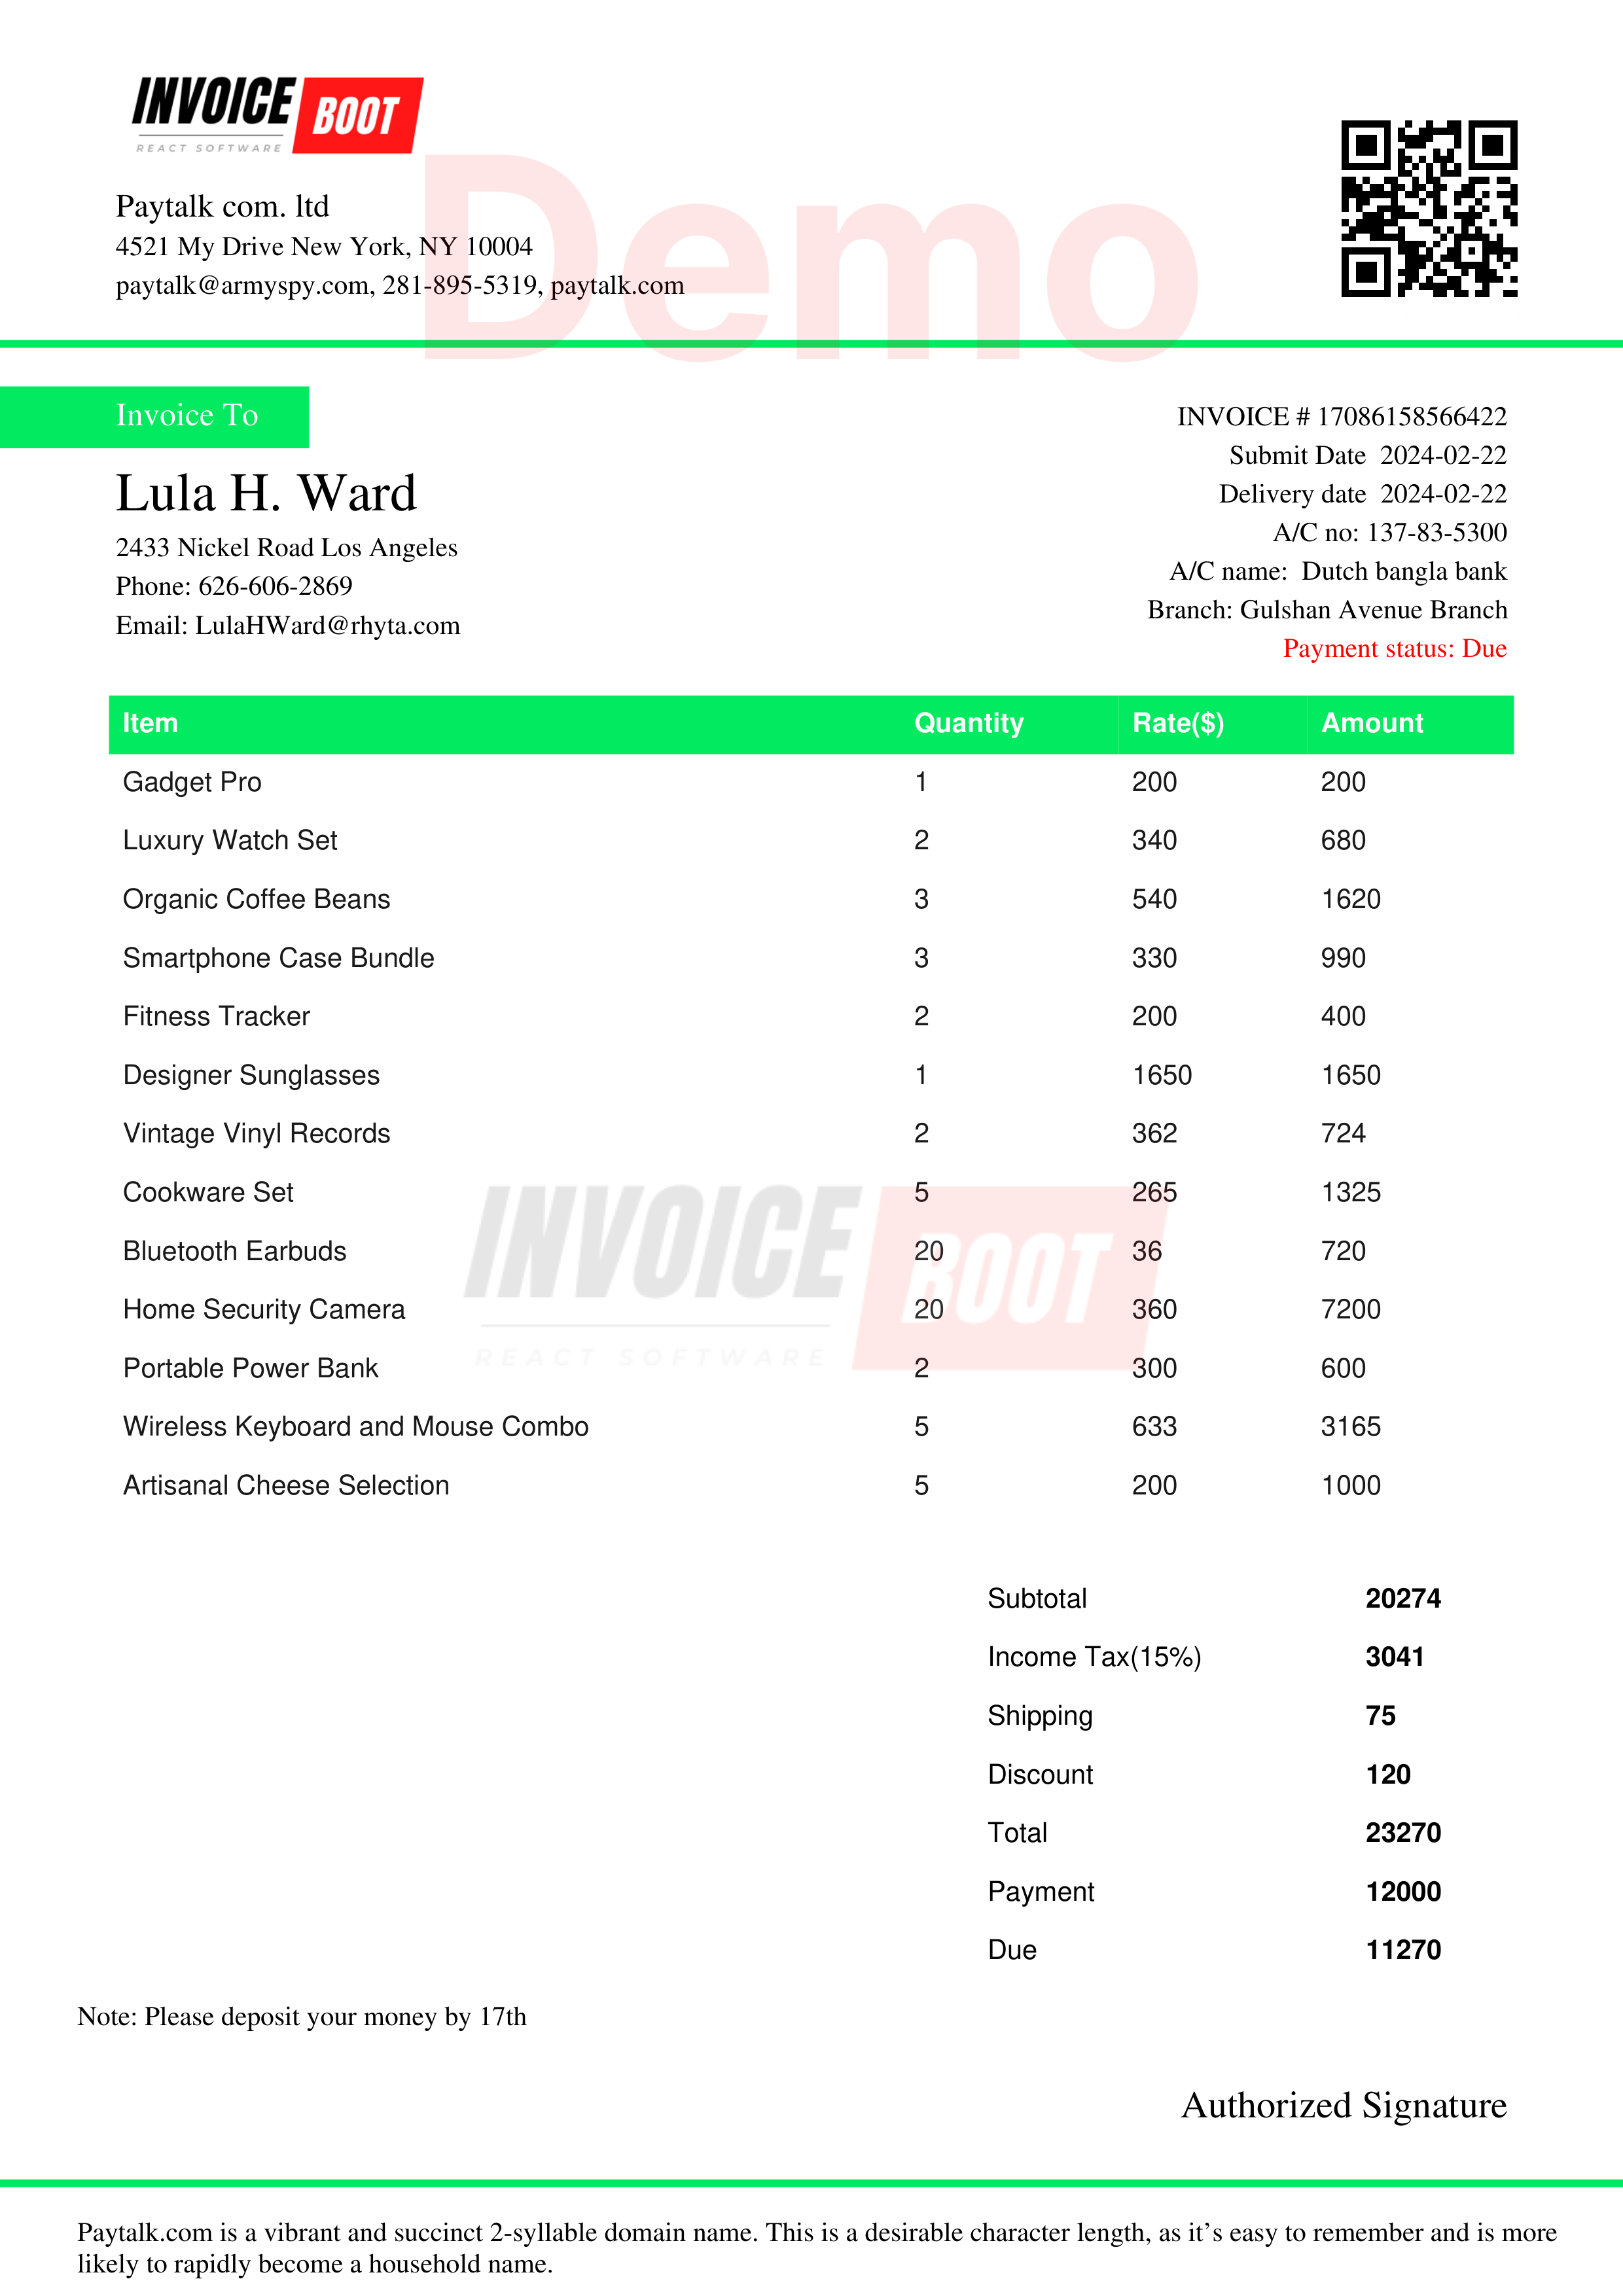 INVOICE BOOT
REACT SOFTWARE
Demo
Paytalk com. ltd
4521 My Drive New York, NY 10004
paytalk@armyspy.com, 281-895-5319, paytalk.com
Invoice To
Lula H. Ward
2433 Nickel Road Los Angeles
Phone: 626-606-2869
Email: LulaHWard@rhyta.com
INVOICE # 17086158566422
Submit Date 2024-02-22
Delivery date 2024-02-22
A/C no: 137-83-5300
A/C name: Dutch bangla bank
Branch: Gulshan Avenue Branch
Payment status: Due
Item Quantity Rate($) Amount
Gadget Pro 1 200 200
Luxury Watch Set 2 340 680
Organic Coffee Beans 3 540 1620
Smartphone Case Bundle 3 330 990
Fitness Tracker 2 200 400
Designer Sunglasses 1 1650 1650
Vintage Vinyl Records 2 362 724
Cookware Set 5 265 1325
Bluetooth Earbuds 20 36 720
Home Security Camera 20 360 7200
Portable Power Bank 2 300 600
Wireless Keyboard and Mouse Combo 5 633 3165
Artisanal Cheese Selection 5 200 1000
INVOICE BOOT
REACT SOFTWARE
Subtotal 20274
Income Tax(15%) 3041
Shipping 75
Discount 120
Total 23270
Payment 12000
Due 11270
Note: Please deposit your money by 17th
Authorized Signature
Paytalk.com is a vibrant and succinct 2-syllable domain name. This is a desirable character length, as it’s easy to remember and is more
likely to rapidly become a household name.